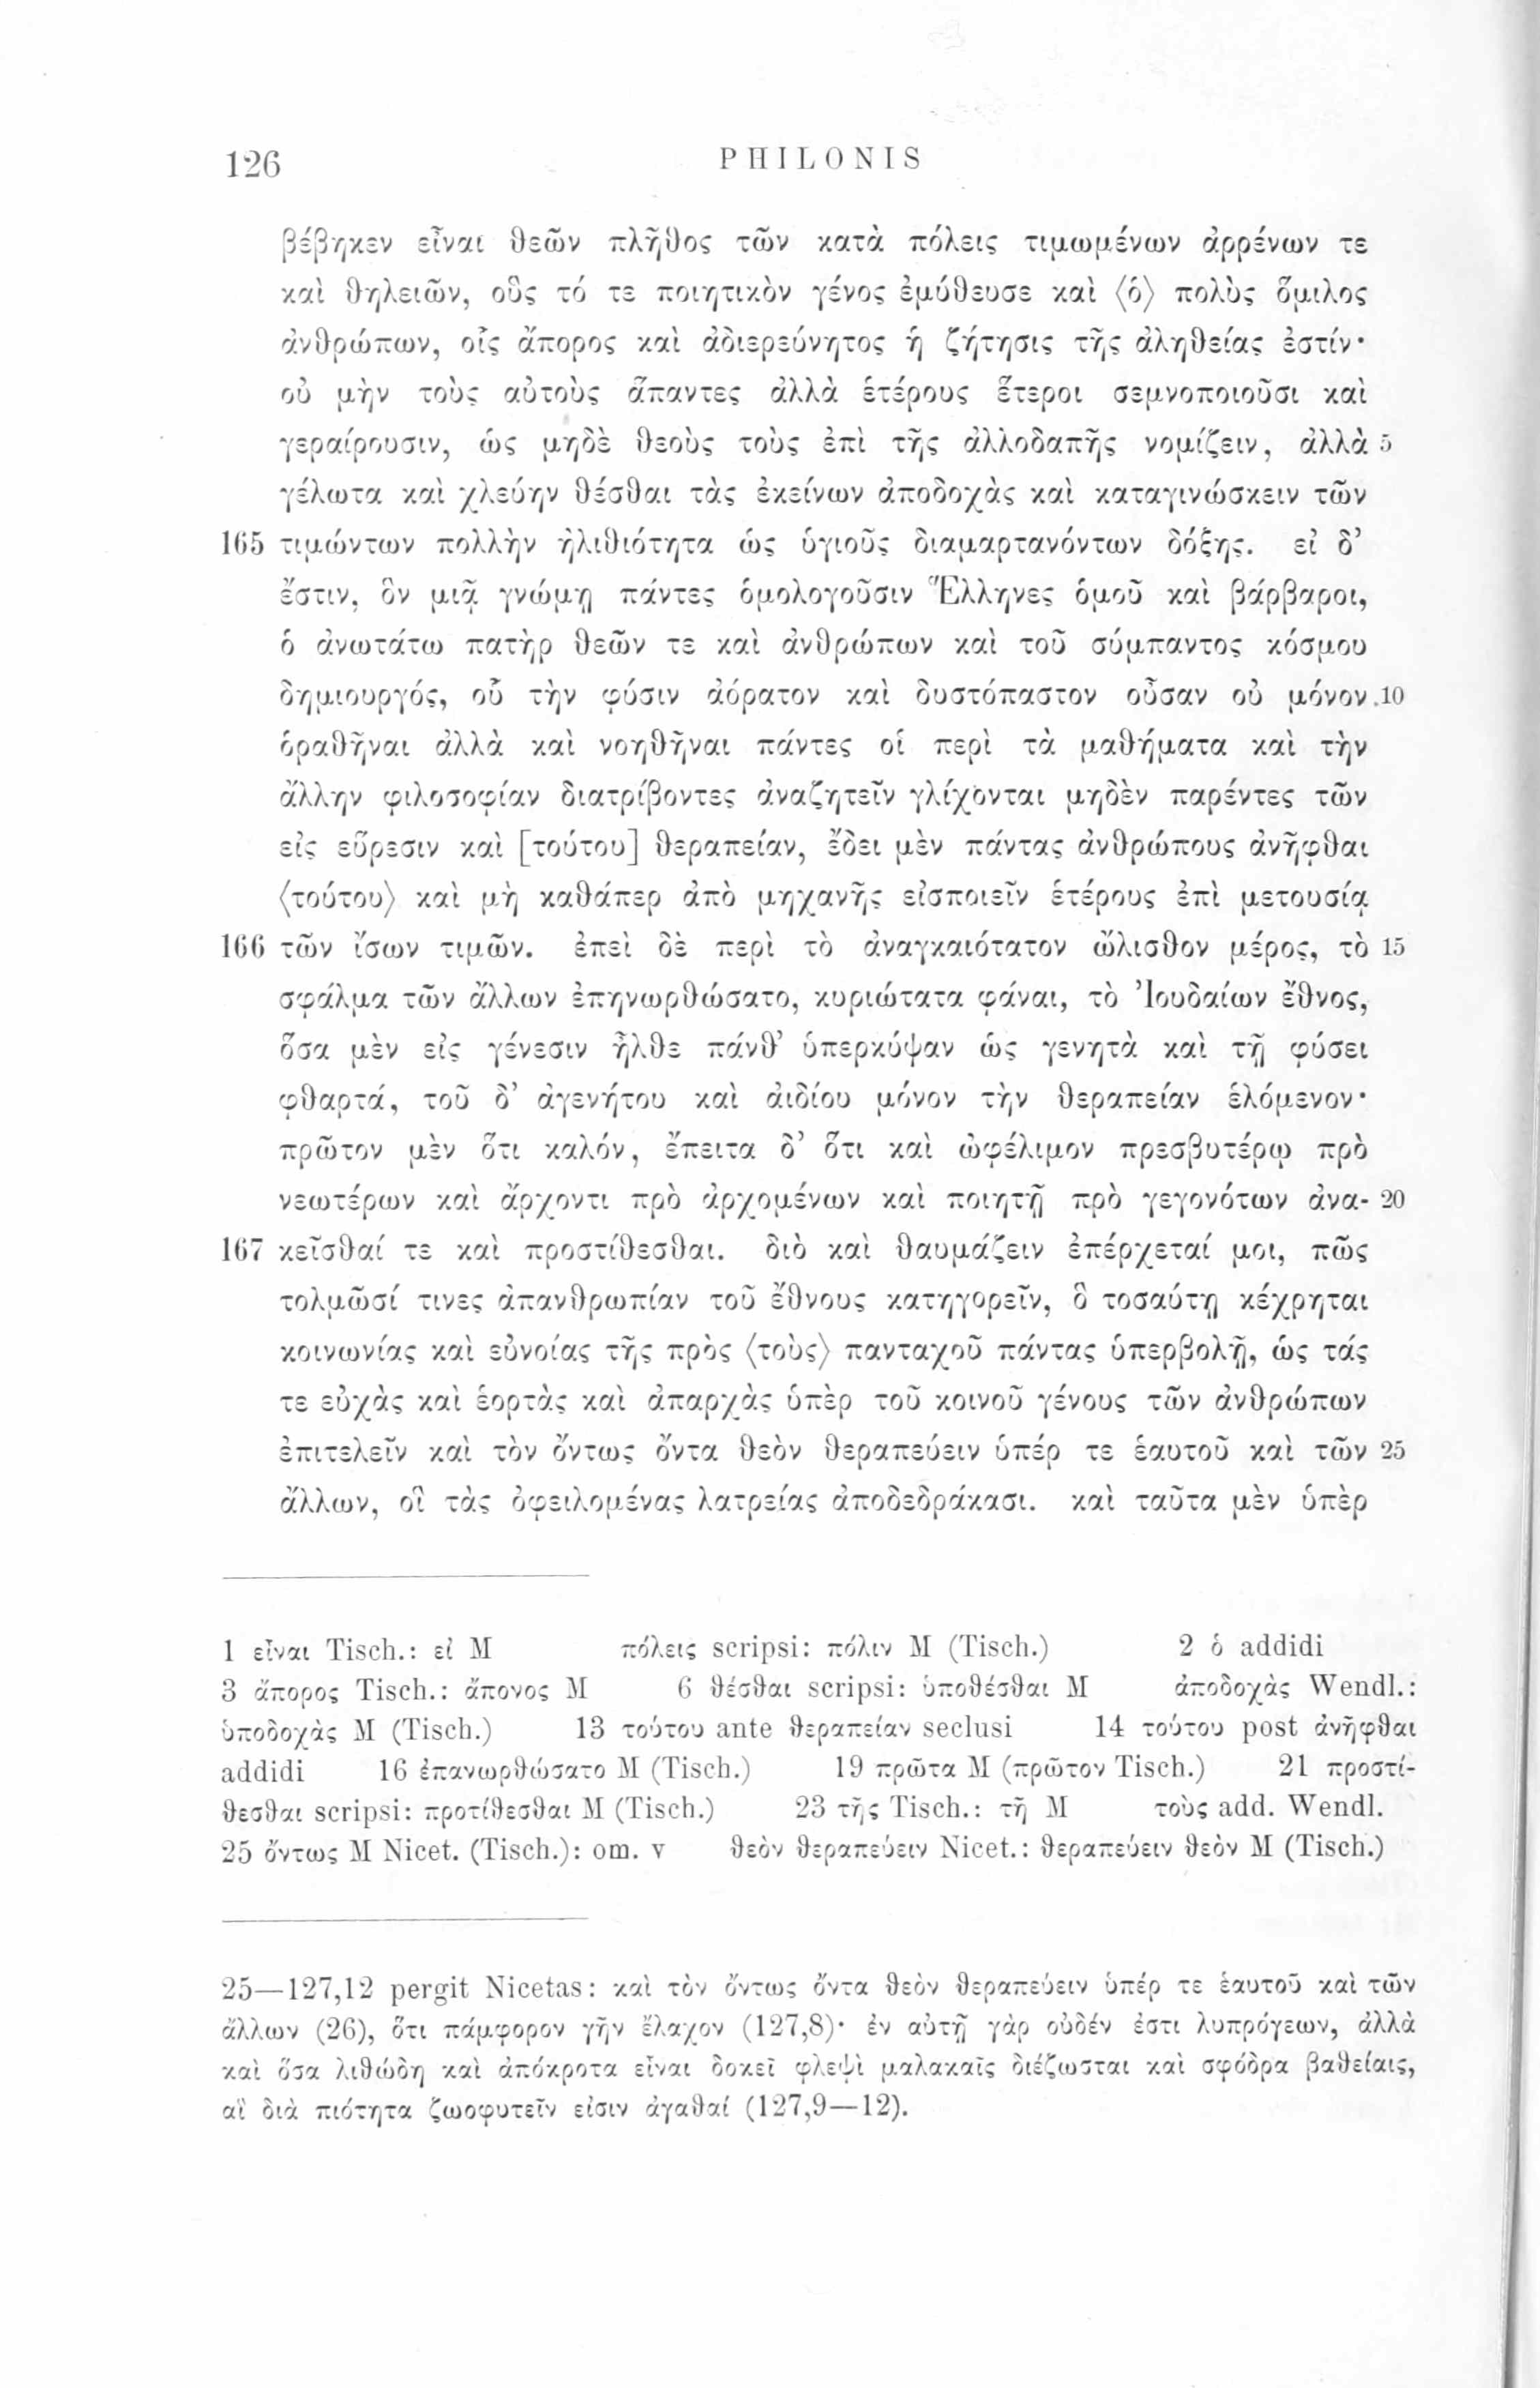 126
PHILONIS
βέβηκεν εἶναι θεῶν πλῆθος τῶν κατὰ πόλεις τιμωμένων ἀρρένων τε
καὶ θηλειῶν, οὓς τό τε ποιητικὸν γένος ἐμύθευσε καὶ ⟨ὁ⟩ πολὺς ὅμιλος
ἀνθρώπων, οἷς ἄπορος καὶ ἀδιερεύνητος ἡ ζήτησις τῆς ἀληθείας ἐστίν·
οὐ μὴν τοὺς αὐτοὺς ἅπαντες ἀλλὰ ἑτέρους ἕτεροι σεμνοποιοῦσι καὶ
γεραίρουσιν, ὡς μηδὲ θεοὺς τοὺς ἐπὶ τῆς ἀλλοδαπῆς νομίζειν, ἀλλὰ 5
γέλωτα καὶ χλεύην θέσθαι τὰς ἐκείνων ἀποδοχὰς καὶ καταγινώσκειν τῶν
165 τιμώντων πολλὴν ἠλιθιότητα ὡς ὑγιοῦς διαμαρτανόντων δόξης. εἰ δ’
ἔστιν, ὃν μιᾷ γνώμῃ πάντες ὁμολογοῦσιν Ἕλληνες ὁμοῦ καὶ βάρβαροι,
ὁ ἀνωτάτω πατὴρ θεῶν τε καὶ ἀνθρώπων καὶ τοῦ σύμπαντος κόσμου
δημιουργός, οὗ τὴν φύσιν ἀόρατον καὶ δυστόπαστον οὖσαν οὐ μόνον 10
ὁραθῆναι ἀλλὰ καὶ νοηθῆναι πάντες οἱ περὶ τὰ μαθήματα καὶ τὴν
ἄλλην φιλοσοφίαν διατρίβοντες ἀναζητεῖν γλίχονται μηδὲν παρέντες τῶν
εἰς εὕρεσιν καὶ [τούτου] θεραπείαν, ἔδει μὲν πάντας ἀνθρώπους ἀνῆφθαι
⟨τούτου⟩ καὶ μὴ καθάπερ ἀπὸ μηχανῆς εἰσποιεῖν ἑτέρους ἐπὶ μετουσίᾳ
166 τῶν ἴσων τιμῶν. ἐπεὶ δὲ περὶ τὸ ἀναγκαιότατον ὤλισθον μέρος, τὸ 15
σφάλμα τῶν ἄλλων ἐπηνωρθώσατο, κυριώτατα φάναι, τὸ Ἰουδαίων ἔθνος,
ὅσα μὲν εἰς γένεσιν ἦλθε πάνθ’ ὑπερκύψαν ὡς γενητὰ καὶ τῇ φύσει
φθαρτά, τοῦ δ’ ἀγενήτου καὶ ἀιδίου μόνον τὴν θεραπείαν ἑλόμενον·
πρῶτον μὲν ὅτι καλόν, ἔπειτα δ’ ὅτι καὶ ὠφέλιμον πρεσβυτέρῳ πρὸ
νεωτέρων καὶ ἄρχοντι πρὸ ἀρχομένων καὶ ποιητῇ πρὸ γεγονότων ἀνα- 20
167 κεῖσθαί τε καὶ προστίθεσθαι. διὸ καὶ θαυμάζειν ἐπέρχεταί μοι, πῶς
τολμῶσί τινες ἀπανθρωπίαν τοῦ ἔθνους κατηγορεῖν, ὃ τοσαύτῃ κέχρηται
κοινωνίας καὶ εὐνοίας τῆς πρὸς ⟨τοὺς⟩ πανταχοῦ πάντας ὑπερβολῇ, ὡς τάς
τε εὐχὰς καὶ ἑορτὰς καὶ ἀπαρχὰς ὑπὲρ τοῦ κοινοῦ γένους τῶν ἀνθρώπων
ἐπιτελεῖν καὶ τὸν ὄντως ὄντα θεὸν θεραπεύειν ὑπέρ τε ἑαυτοῦ καὶ τῶν 25
ἄλλων, οἳ τὰς ὀφειλομένας λατρείας ἀποδεδράκασι. καὶ ταῦτα μὲν ὑπὲρ
1 εἶναι Tisch.: εἰ M πόλεις scripsi: πόλιν M (Tisch.) 2 ὁ addidi
3 ἄπορος Tisch.: ἄπονος M 6 θέσθαι scripsi: ὑποθέσθαι M ἀποδοχὰς Wendl.:
ὑποδοχὰς M (Tisch.) 13 τούτου ante θεραπείαν seclusi 14 τούτου post ἀνῆφθαι
addidi 16 ἐπανωρθώσατο M (Tisch.) 19 πρῶτα M (πρῶτον Tisch.) 21 προστί-
θεσθαι scripsi: προτίθεσθαι M (Tisch.) 23 τῆς Tisch.: τῇ M τοὺς add. Wendl.
25 ὄντως M Nicet. (Tisch.): om. v θεὸν θεραπεύειν Nicet.: θεραπεύειν θεὸν M (Tisch.)
25—127,12 pergit Nicetas: καὶ τὸν ὄντως ὄντα θεὸν θεραπεύειν ὑπέρ τε ἑαυτοῦ καὶ τῶν
ἄλλων (26), ὅτι πάμφορον γῆν ἔλαχον (127,8)· ἐν αὐτῇ γὰρ οὐδέν ἐστι λυπρόγεων, ἀλλὰ
καὶ ὅσα λιθώδη καὶ ἀπόκροτα εἶναι δοκεῖ φλεψὶ μαλακαῖς διέζωσται καὶ σφόδρα βαθείαις,
αἳ διὰ πιότητα ζωοφυτεῖν εἰσιν ἀγαθαί (127,9—12).